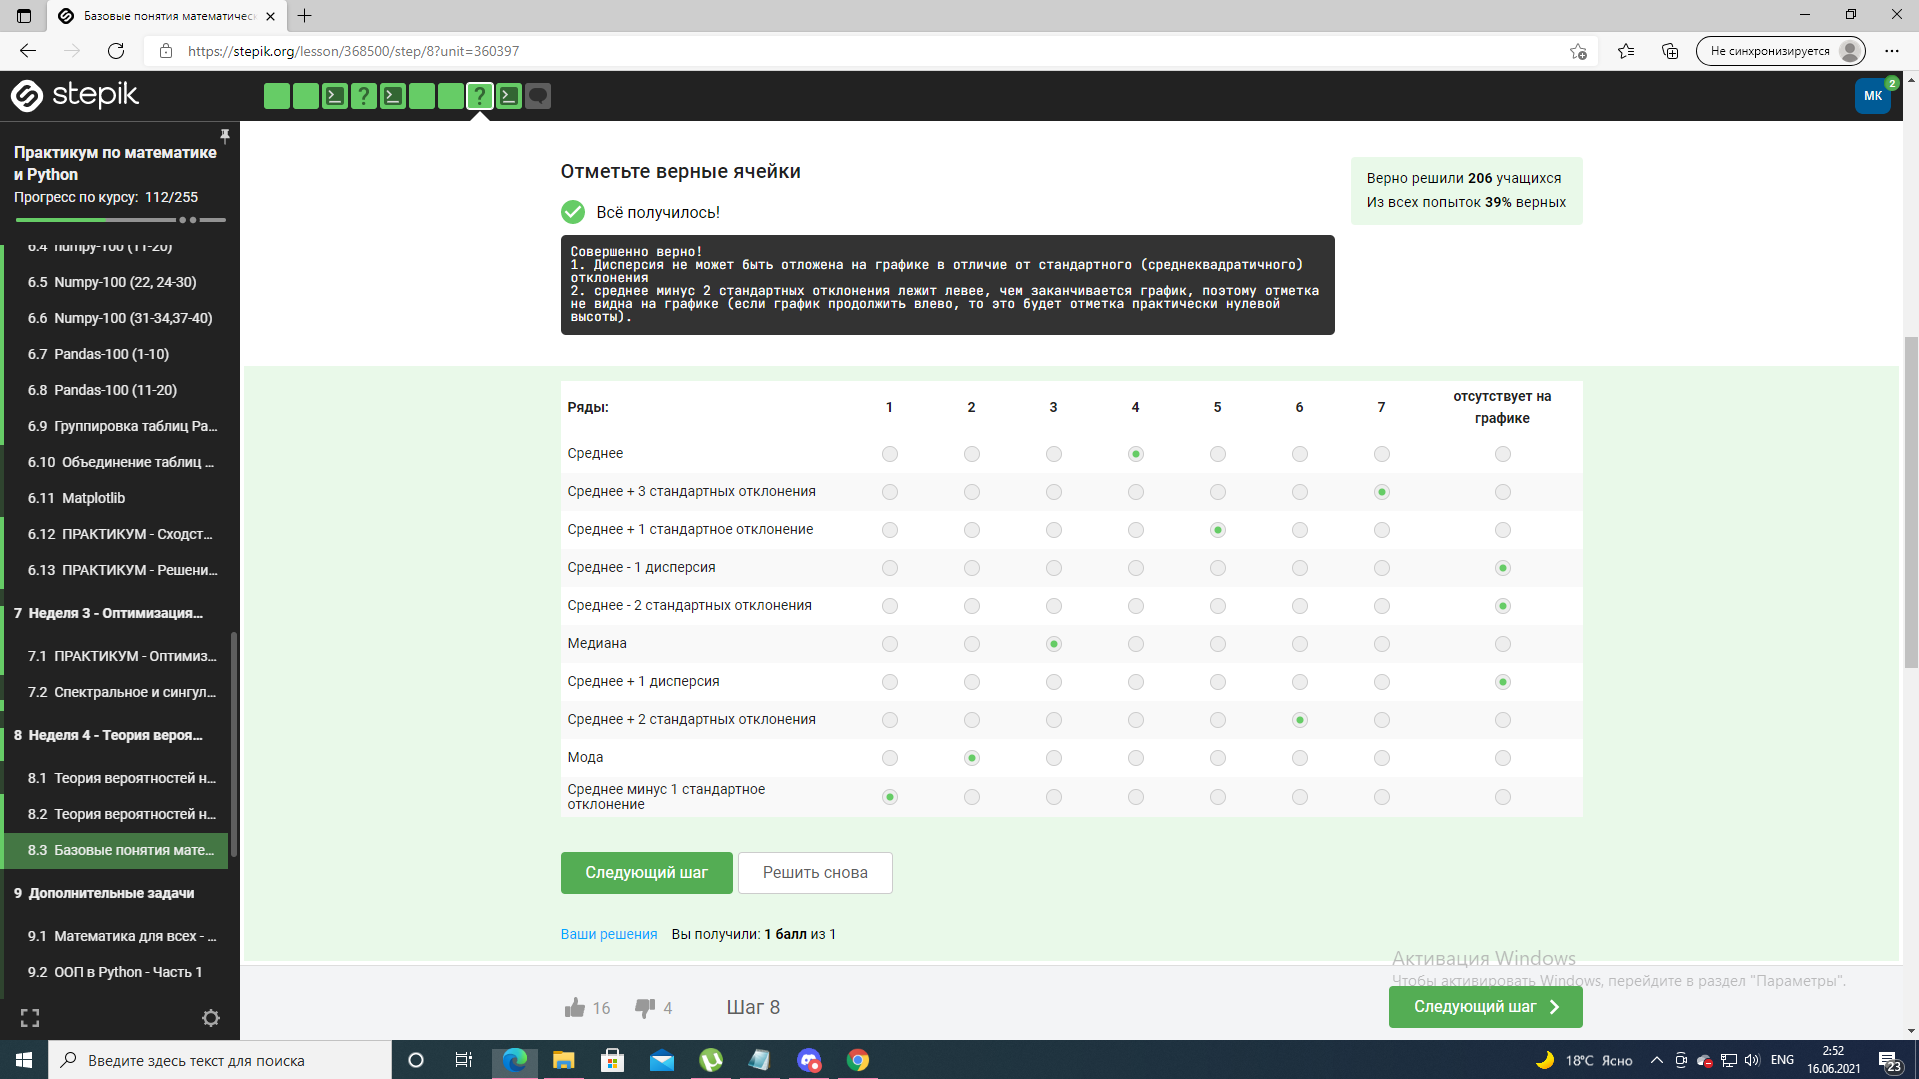 Базовые понятия математичес
https://stepik.org/lesson/368500/step/8?unit=360397
Не синхронизируется
stepik
МК
2
Практикум по математике
и Python
Прогресс по курсу: 112/255
6.4 numpy-100 (11-20)
6.5 Numpy-100 (22, 24-30)
6.6 Numpy-100 (31-34,37-40)
6.7 Pandas-100 (1-10)
6.8 Pandas-100 (11-20)
6.9 Группировка таблиц Pa...
6.10 Объединение таблиц ...
6.11 Matplotlib
6.12 ПРАКТИКУМ - Сходст...
6.13 ПРАКТИКУМ - Решени...
7 Неделя 3 - Оптимизация...
7.1 ПРАКТИКУМ - Оптимиз...
7.2 Спектральное и сингул...
8 Неделя 4 - Теория вероя...
8.1 Теория вероятностей н...
8.2 Теория вероятностей н...
8.3 Базовые понятия мате...
9 Дополнительные задачи
9.1 Математика для всех - ...
9.2 ООП в Python - Часть 1
Отметьте верные ячейки
Всё получилось!
Верно решили 206 учащихся
Из всех попыток 39% верных
Совершенно верно!
1. Дисперсия не может быть отложена на графике в отличие от стандартного (среднеквадратичного)
отклонения
2. среднее минус 2 стандартных отклонения лежит левее, чем заканчивается график, поэтому отметка
не видна на графике (если график продолжить влево, то это будет отметка практически нулевой
высоты).
Ряды: 1 2 3 4 5 6 7 отсутствует на
графике
Среднее
Среднее + 3 стандартных отклонения
Среднее + 1 стандартное отклонение
Среднее - 1 дисперсия
Среднее - 2 стандартных отклонения
Медиана
Среднее + 1 дисперсия
Среднее + 2 стандартных отклонения
Мода
Среднее минус 1 стандартное
отклонение
Следующий шаг Решить снова
Ваши решения Вы получили: 1 балл из 1
Активация Windows
Чтобы активировать Windows, перейдите в раздел "Параметры".
16 4 Шаг 8
Следующий шаг
Введите здесь текст для поиска
18°C Ясно
ENG
2:52
16.06.2021
23